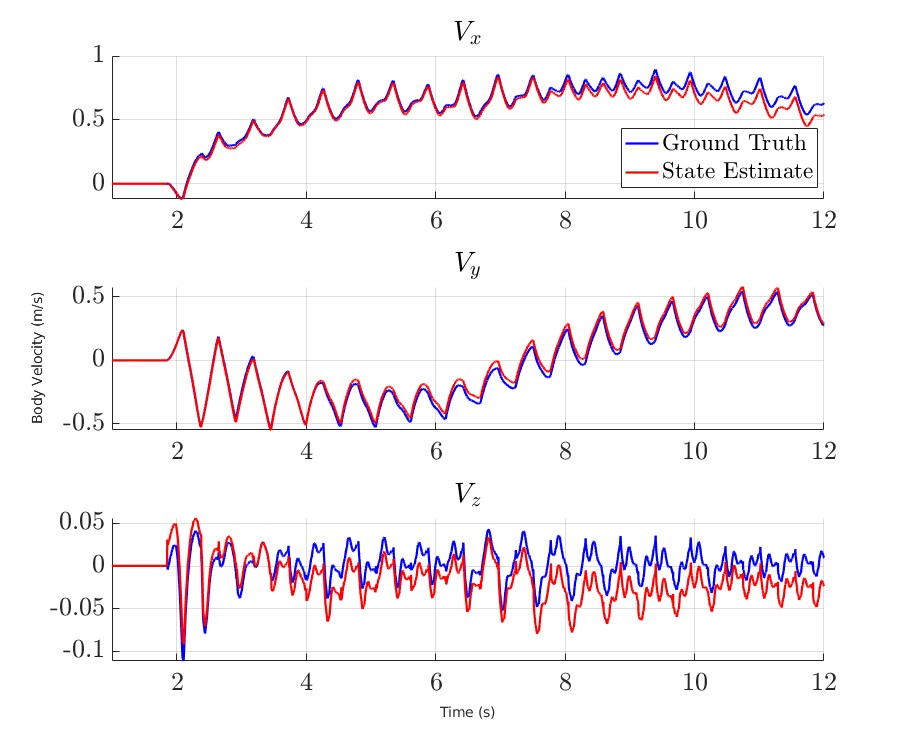 V_x
1
0.5
0
2 4 6 8 10 12
Ground Truth
State Estimate
V_y
0.5
0
-0.5
2 4 6 8 10 12
Body Velocity (m/s)
V_z
0.05
0
-0.05
-0.1
2 4 6 8 10 12
Time (s)